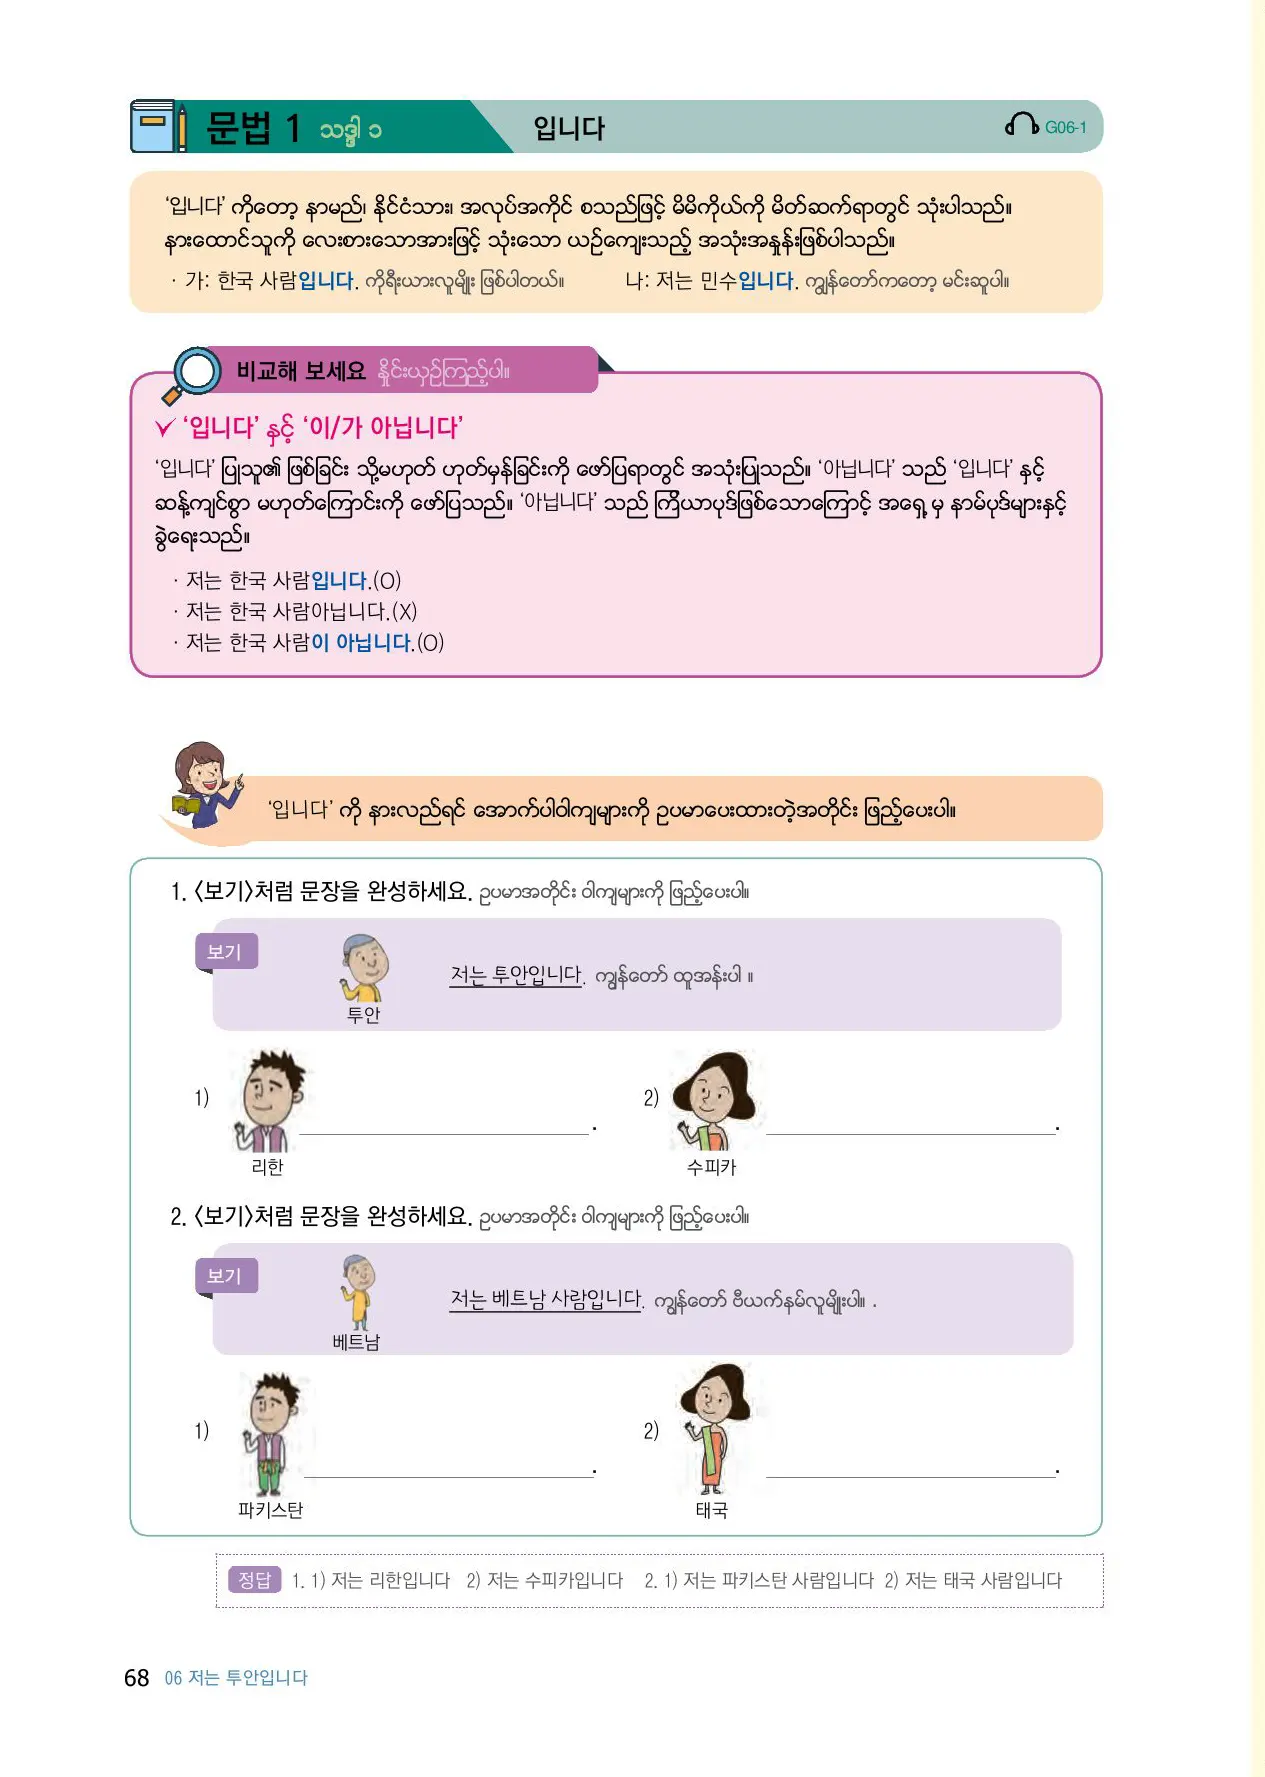 문법 1 သဒ္ဒါ ၁ 입니다 G06-1
‘입니다’ ကိုတော့ နာမည်၊ နိုင်ငံသား၊ အလုပ်အကိုင် စသည်ဖြင့် မိမိကိုယ်ကို မိတ်ဆက်ရာတွင် သုံးပါသည်။
နားထောင်သူကို လေးစားသောအားဖြင့် သုံးသော ယဉ်ကျေးသည့် အသုံးအနှုန်းဖြစ်ပါသည်။
· 가: 한국 사람입니다. ကိုရီးယားလူမျိုး ဖြစ်ပါတယ်။ 나: 저는 민수입니다. ကျွန်တော်ကတော့ မင်းဆူပါ။
비교해 보세요 နှိုင်းယှဉ်ကြည့်ပါ။
‘입니다’ နှင့် ‘이/가 아닙니다’
‘입니다’ ပြုသူ၏ ဖြစ်ခြင်း သို့မဟုတ် ဟုတ်မှန်ခြင်းကို ဖော်ပြရာတွင် အသုံးပြုသည်။ ‘아닙니다’ သည် ‘입니다’ နှင့်
ဆန့်ကျင်စွာ မဟုတ်ကြောင်းကို ဖော်ပြသည်။ ‘아닙니다’ သည် ကြိယာပုဒ်ဖြစ်သောကြောင့် အရှေ့မှ နာမ်ပုဒ်များနှင့်
ခွဲရေးသည်။
· 저는 한국 사람입니다.(O)
· 저는 한국 사람아닙니다.(X)
· 저는 한국 사람이 아닙니다.(O)
‘입니다’ ကို နားလည်ရင် အောက်ပါဝါကျများကို ဥပမာပေးထားတဲ့အတိုင်း ဖြည့်ပေးပါ။
1. 〈보기〉처럼 문장을 완성하세요. ဥပမာအတိုင်း ဝါကျများကို ဖြည့်ပေးပါ။
보기
저는 투안입니다. ကျွန်တော် ထူအန်းပါ ။
투안
1) .
2) .
리한
수피카
2. 〈보기〉처럼 문장을 완성하세요. ဥပမာအတိုင်း ဝါကျများကို ဖြည့်ပေးပါ။
보기
저는 베트남 사람입니다. ကျွန်တော် ဗီယက်နမ်လူမျိုးပါ။ .
베트남
1) .
2) .
파키스탄
태국
정답 1. 1) 저는 리한입니다 2) 저는 수피카입니다 2. 1) 저는 파키스탄 사람입니다 2) 저는 태국 사람입니다
68 06 저는 투안입니다